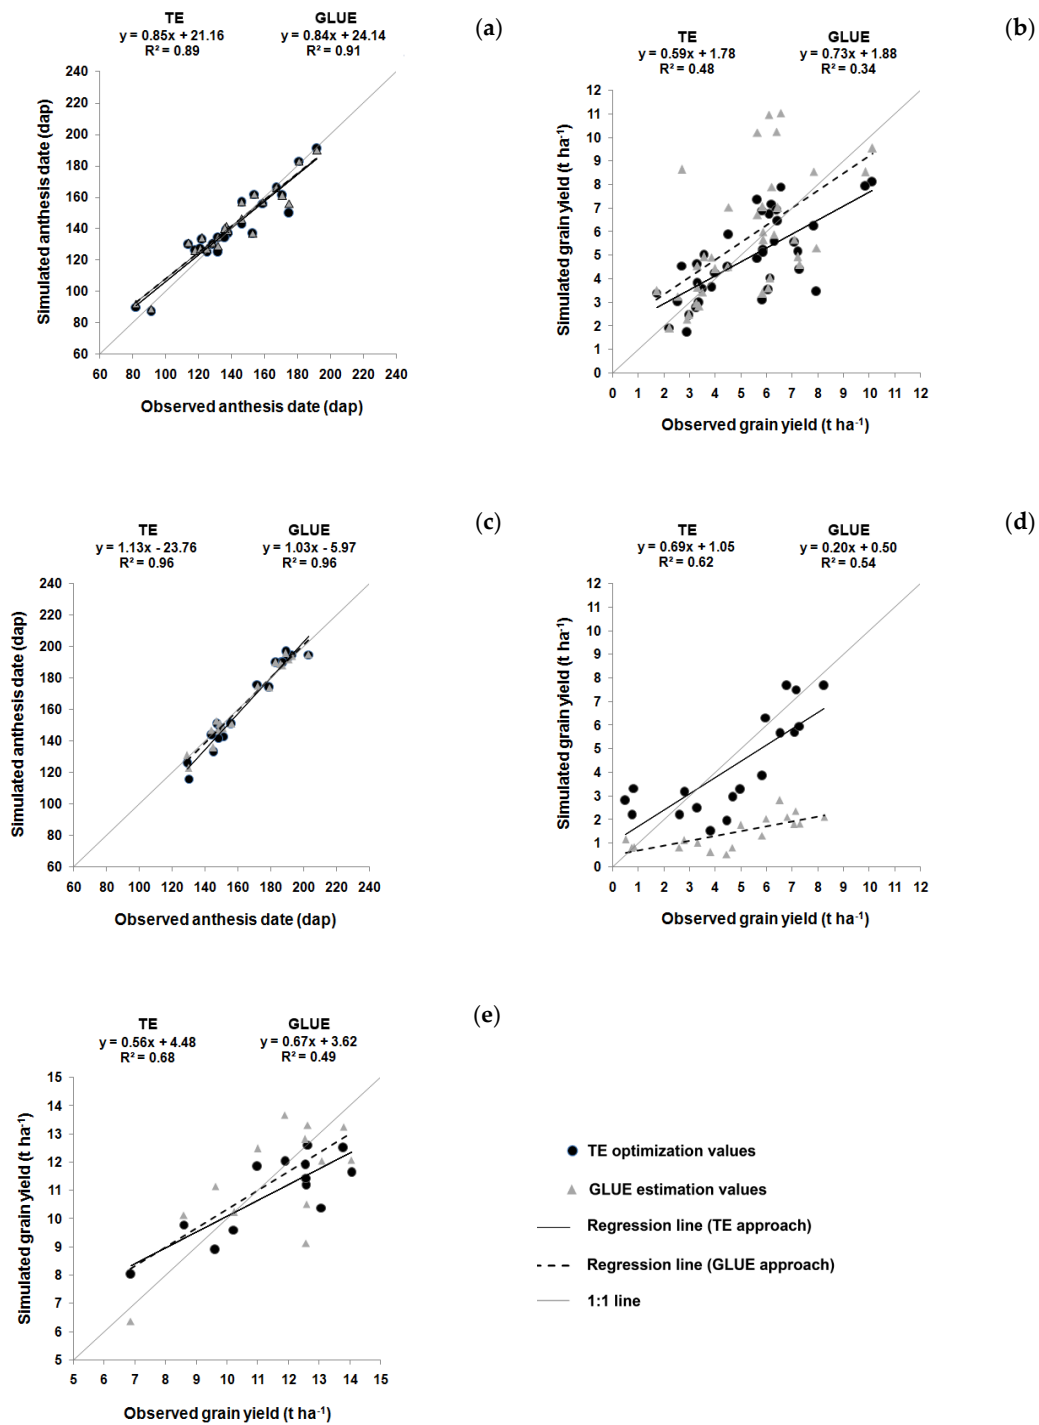 TE GLUE (a)
y = 0.85x + 21.16 y = 0.84x + 24.14
R² = 0.89 R² = 0.91
240
220
200
180
160
140
120
100
80
60
60 80 100 120 140 160 180 200 220 240
Simulated anthesis date (dap)
Observed anthesis date (dap)
(b)
TE GLUE
y = 0.59x + 1.78 y = 0.73x + 1.88
R² = 0.48 R² = 0.34
12
11
10
9
8
7
6
5
4
3
2
1
0
0 1 2 3 4 5 6 7 8 9 10 11 12
Simulated grain yield (t ha-1)
Observed grain yield (t ha-1)
(c)
TE GLUE
y = 1.13x - 23.76 y = 1.03x - 5.97
R² = 0.96 R² = 0.96
240
220
200
180
160
140
120
100
80
60
60 80 100 120 140 160 180 200 220 240
Simulated anthesis date (dap)
Observed anthesis date (dap)
(d)
TE GLUE
y = 0.69x + 1.05 y = 0.20x + 0.50
R² = 0.62 R² = 0.54
12
11
10
9
8
7
6
5
4
3
2
1
0
0 1 2 3 4 5 6 7 8 9 10 11 12
Simulated grain yield (t ha-1)
Observed grain yield (t ha-1)
(e)
TE GLUE
y = 0.56x + 4.48 y = 0.67x + 3.62
R² = 0.68 R² = 0.49
15
14
13
12
11
10
9
8
7
6
5
5 6 7 8 9 10 11 12 13 14 15
Simulated grain yield (t ha-1)
Observed grain yield (t ha-1)
TE optimization values
GLUE estimation values
Regression line (TE approach)
Regression line (GLUE approach)
1:1 line